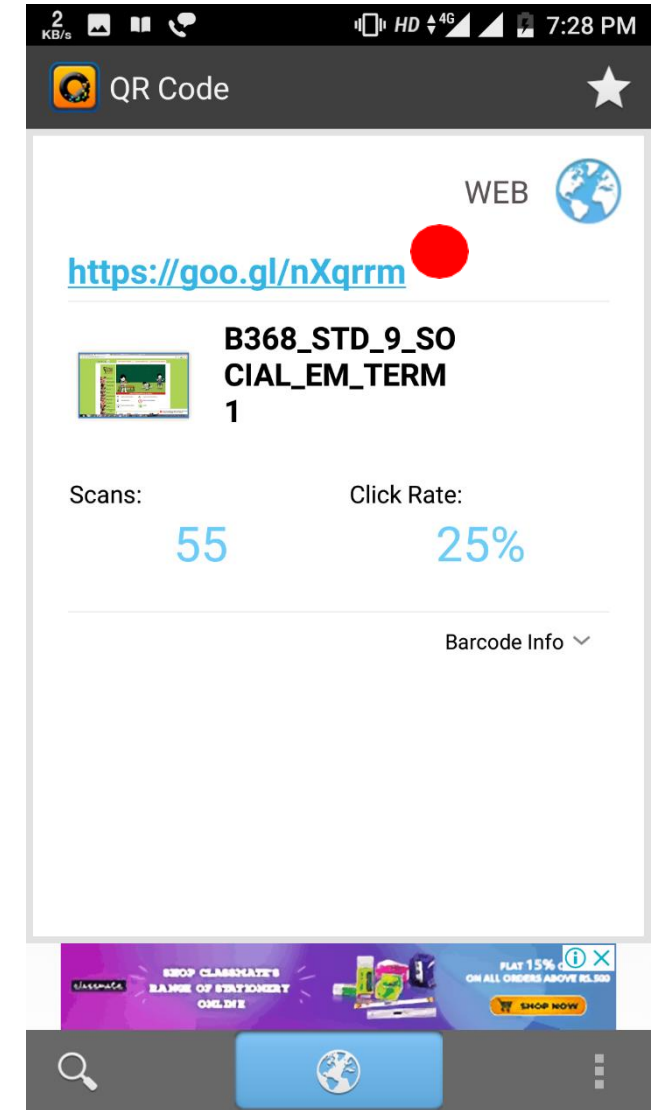 2
KB/s
HD 4G 7:28 PM
QR Code
WEB
https://goo.gl/nXqrrm
B368_STD_9_SO
CIAL_EM_TERM
1
Scans:
Click Rate:
55
25%
Barcode Info
classmate
SHOP CLASSMATE'S
RANGE OF STATIONERY
ONLINE
FLAT 15%
ON ALL ORDERS ABOVE RS.500
SHOP NOW